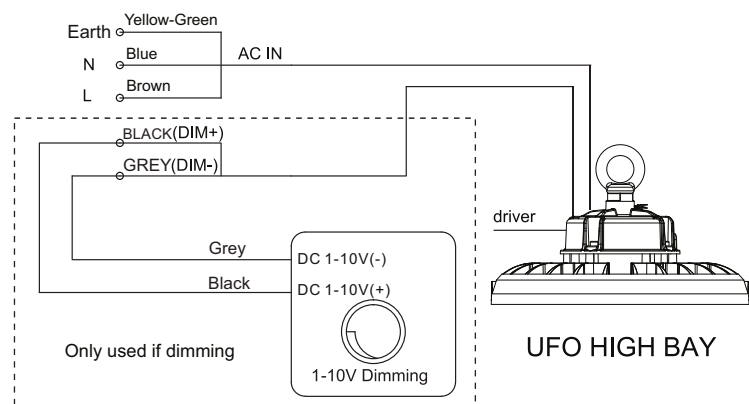 Earth Yellow-Green
N Blue AC IN
L Brown
BLACK(DIM+)
GREY(DIM-)
driver
Grey DC 1-10V(-)
Black DC 1-10V(+)
Only used if dimming
1-10V Dimming
UFO HIGH BAY